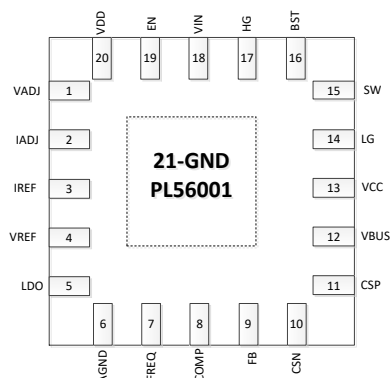 VDD EN VIN HG BST
20 19 18 17 16
VADJ 1
IADJ 2
IREF 3
VREF 4
LDO 5
21-GND
PL56001
15 SW
14 LG
13 VCC
12 VBUS
11 CSP
6 7 8 9 10
AGND FREQ COMP FB CSN